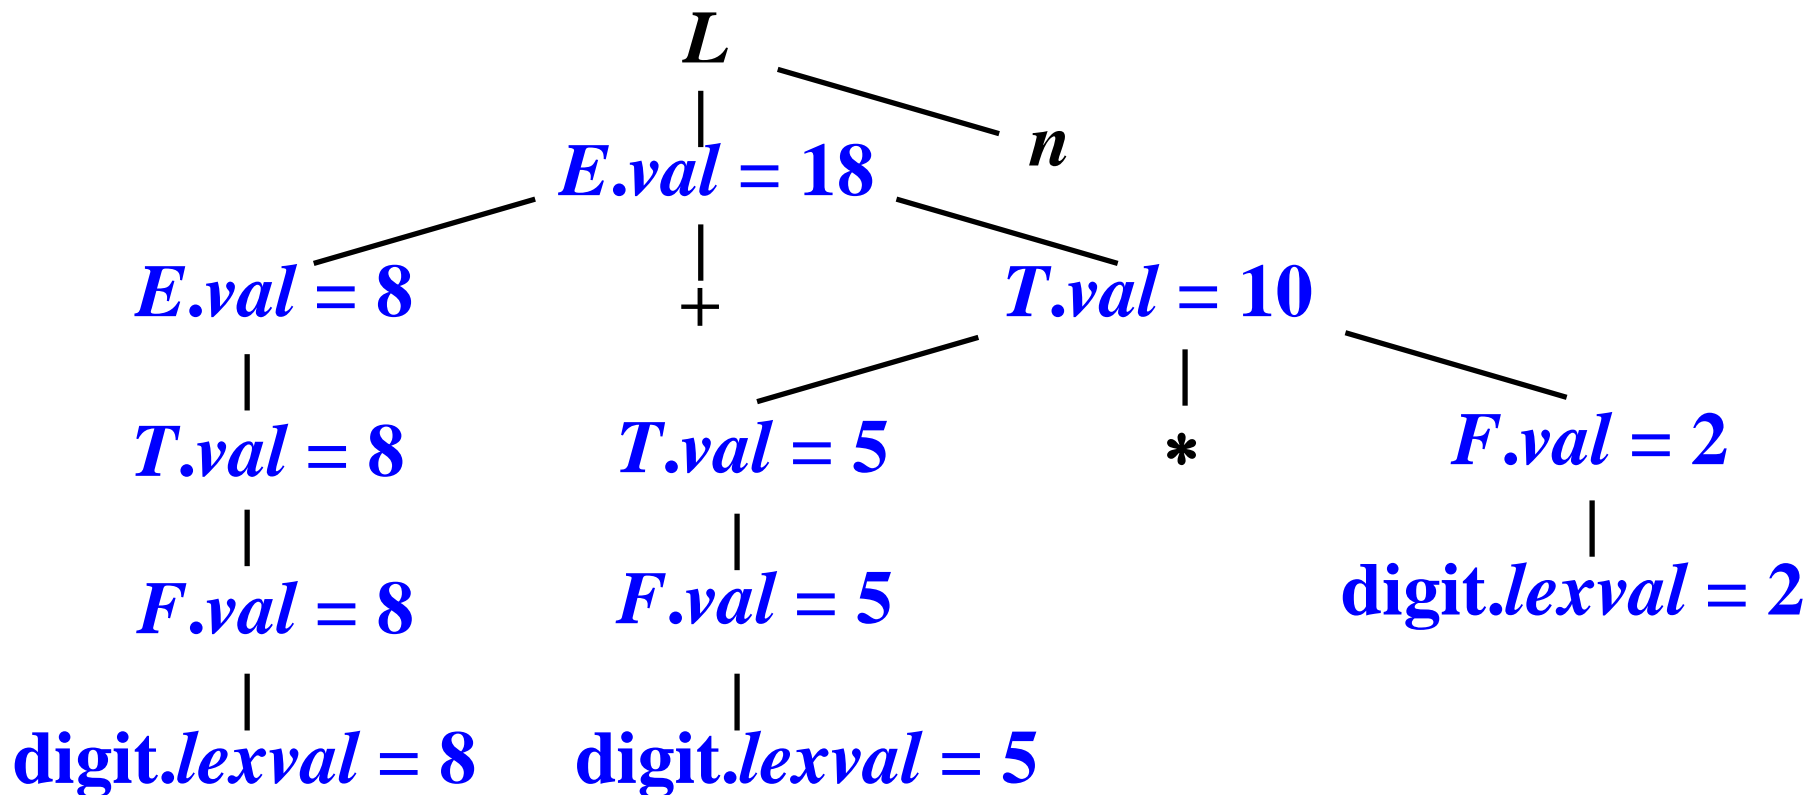 L
n
E.val = 18
E.val = 8
+
T.val = 10
T.val = 8
T.val = 5
*
F.val = 2
F.val = 8
F.val = 5
digit.lexval = 2
digit.lexval = 8
digit.lexval = 5